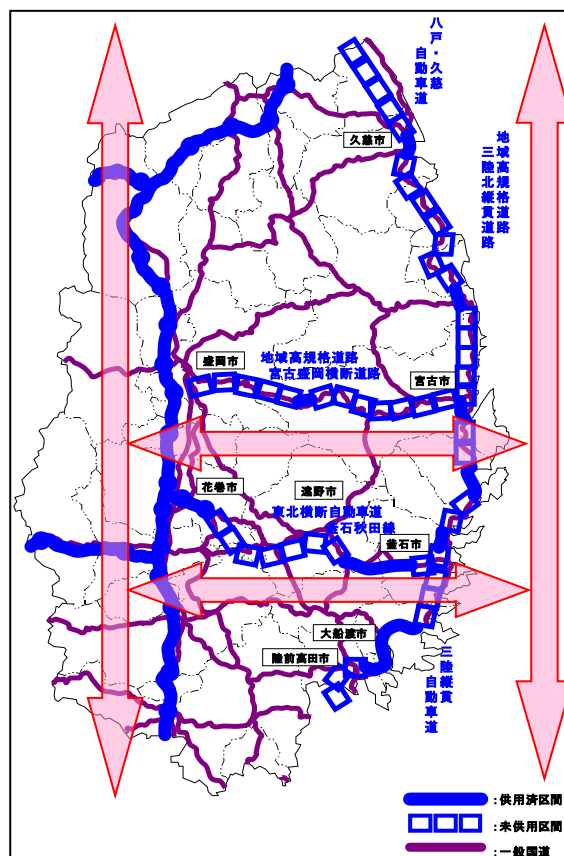 八戸・久慈
自動車道
久慈市
地域高規格道路
三陸北縦貫道路
盛岡市
地域高規格道路
宮古盛岡横断道路
宮古市
花巻市
遠野市
東北横断自動車道
釜石秋田線
釜石市
大船渡市
陸前高田市
三陸縦貫
自動車道
：供用済区間
：未供用区間
：一般国道